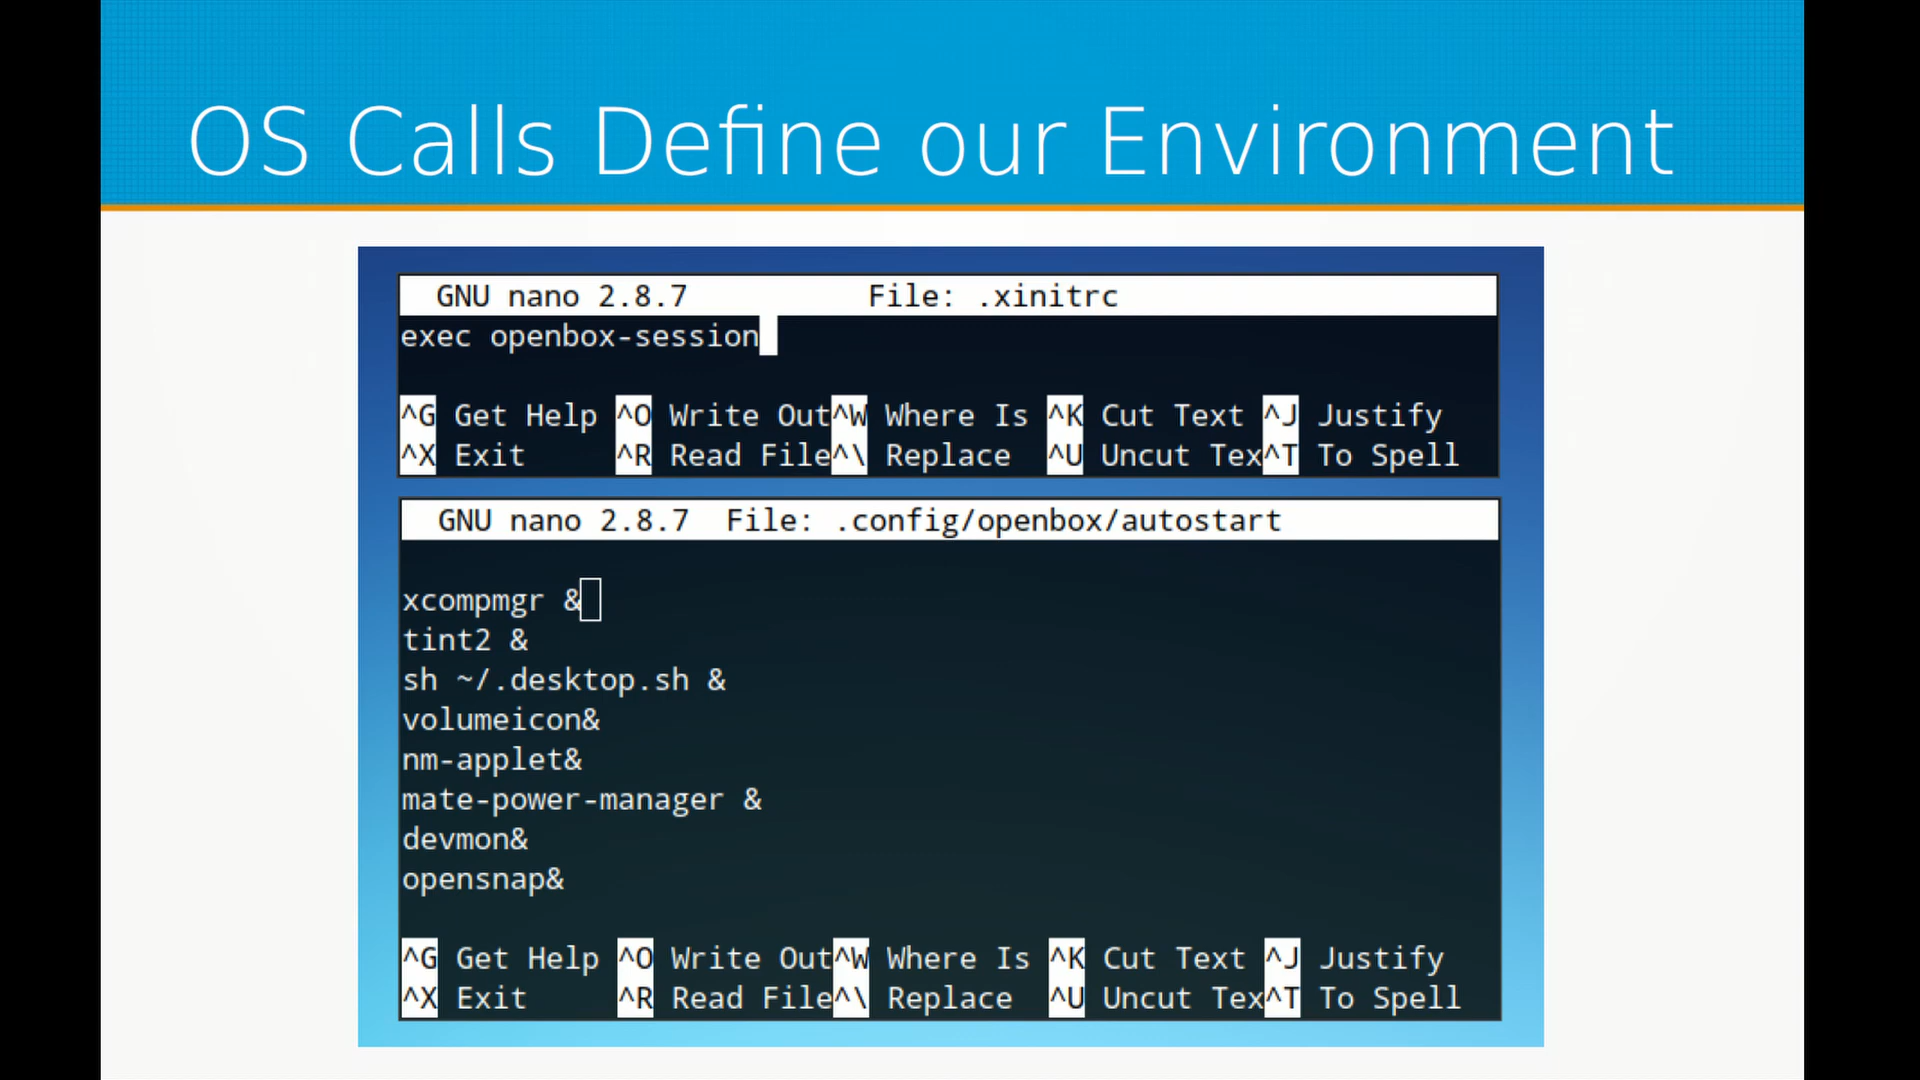 OS Calls Define our Environment
GNU nano 2.8.7 File: .xinitrc
exec openbox-session
^G Get Help ^O Write Out^W Where Is ^K Cut Text ^J Justify
^X Exit ^R Read File^\ Replace ^U Uncut Tex^T To Spell
GNU nano 2.8.7 File: .config/openbox/autostart
xcompmgr &
tint2 &
sh ~/.desktop.sh &
volumeicon&
nm-applet&
mate-power-manager &
devmon&
opensnap&
^G Get Help ^O Write Out^W Where Is ^K Cut Text ^J Justify
^X Exit ^R Read File^\ Replace ^U Uncut Tex^T To Spell